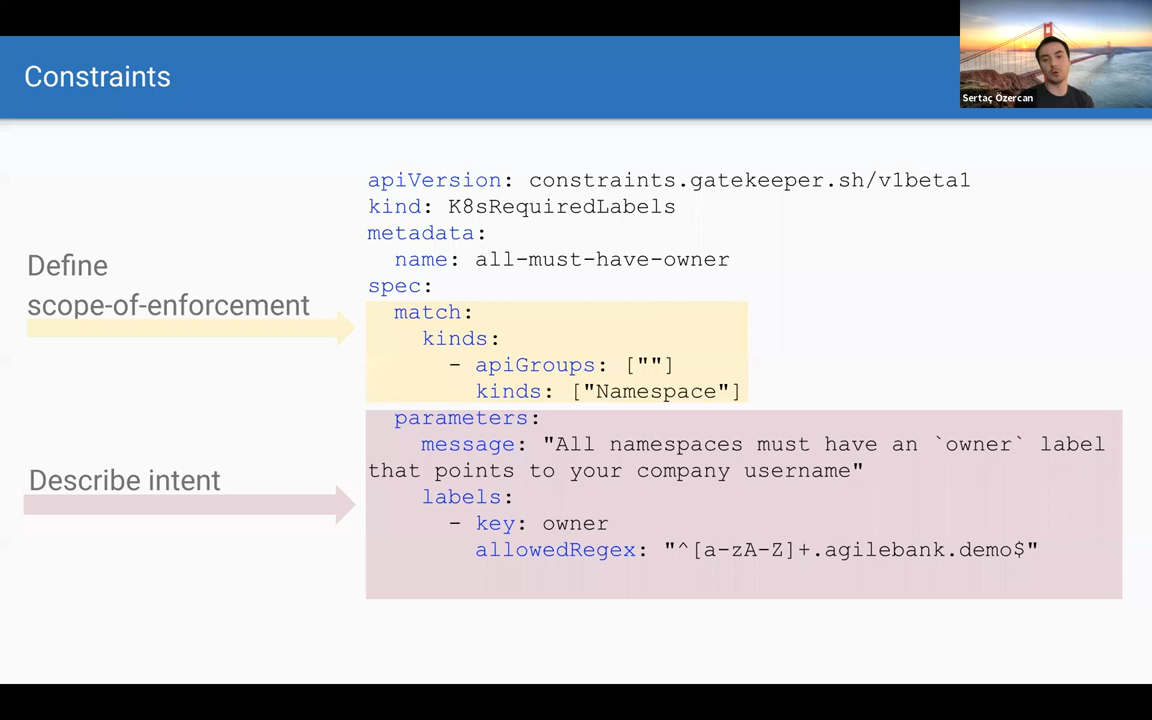 Constraints
Sertaç Özercan
apiVersion: constraints.gatekeeper.sh/v1beta1
kind: K8sRequiredLabels
metadata:
  name: all-must-have-owner
spec:
  match:
    kinds:
      - apiGroups: [""]
        kinds: ["Namespace"]
  parameters:
    message: "All namespaces must have an `owner` label
that points to your company username"
    labels:
      - key: owner
        allowedRegex: "^[a-zA-Z]+.agilebank.demo$"
Define
scope-of-enforcement
Describe intent